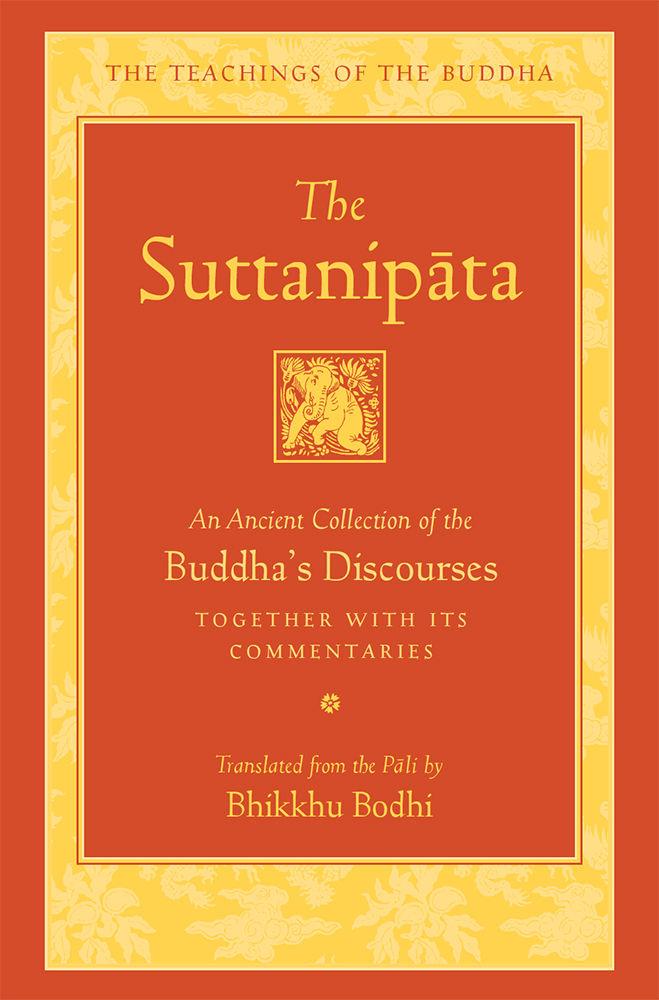 THE TEACHINGS OF THE BUDDHA
The
Suttanipāta
An Ancient Collection of the
Buddha's Discourses
TOGETHER WITH ITS
COMMENTARIES
Translated from the Pāli by
Bhikkhu Bodhi